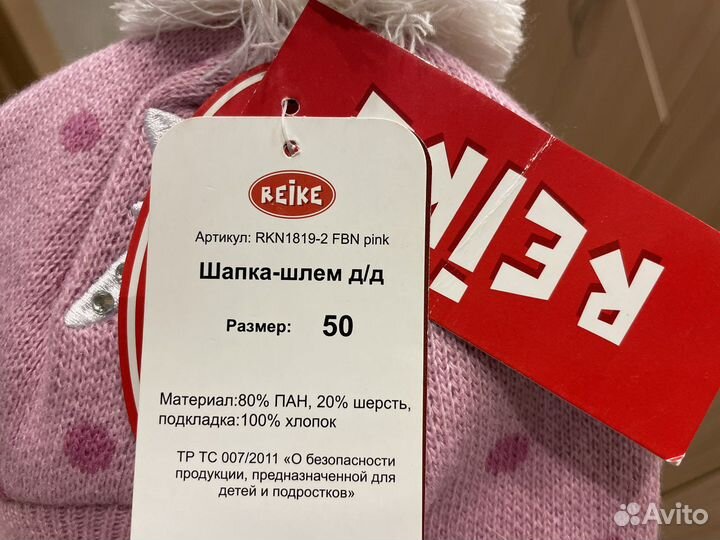 REIKE
Артикул: RKN1819-2 FBN pink
Шапка-шлем д/д
Размер: 50
Материал:80% ПАН, 20% шерсть,
подкладка:100% хлопок
ТР ТС 007/2011 «О безопасности
продукции, предназначенной для
детей и подростков»
REIKE
Avito